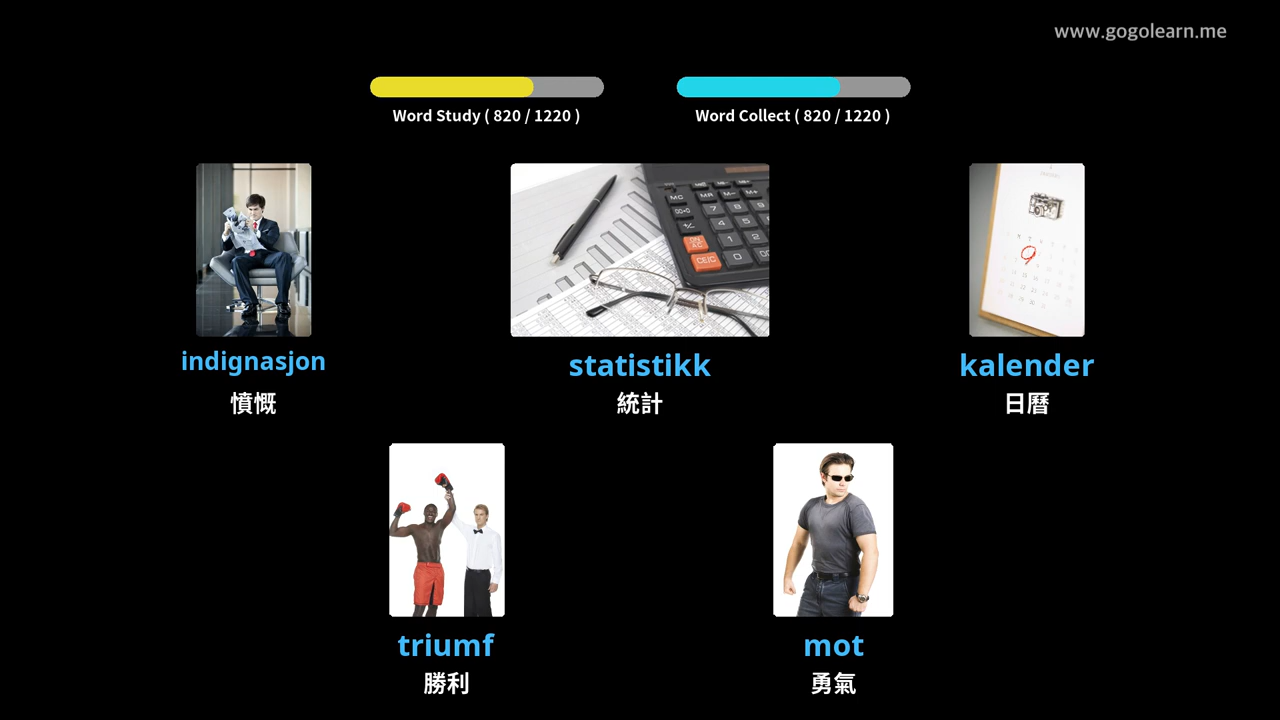 www.gogolearn.me
Word Study ( 820 / 1220 )
Word Collect ( 820 / 1220 )
indignasjon
憤慨
statistikk
統計
kalender
日曆
triumf
勝利
mot
勇氣